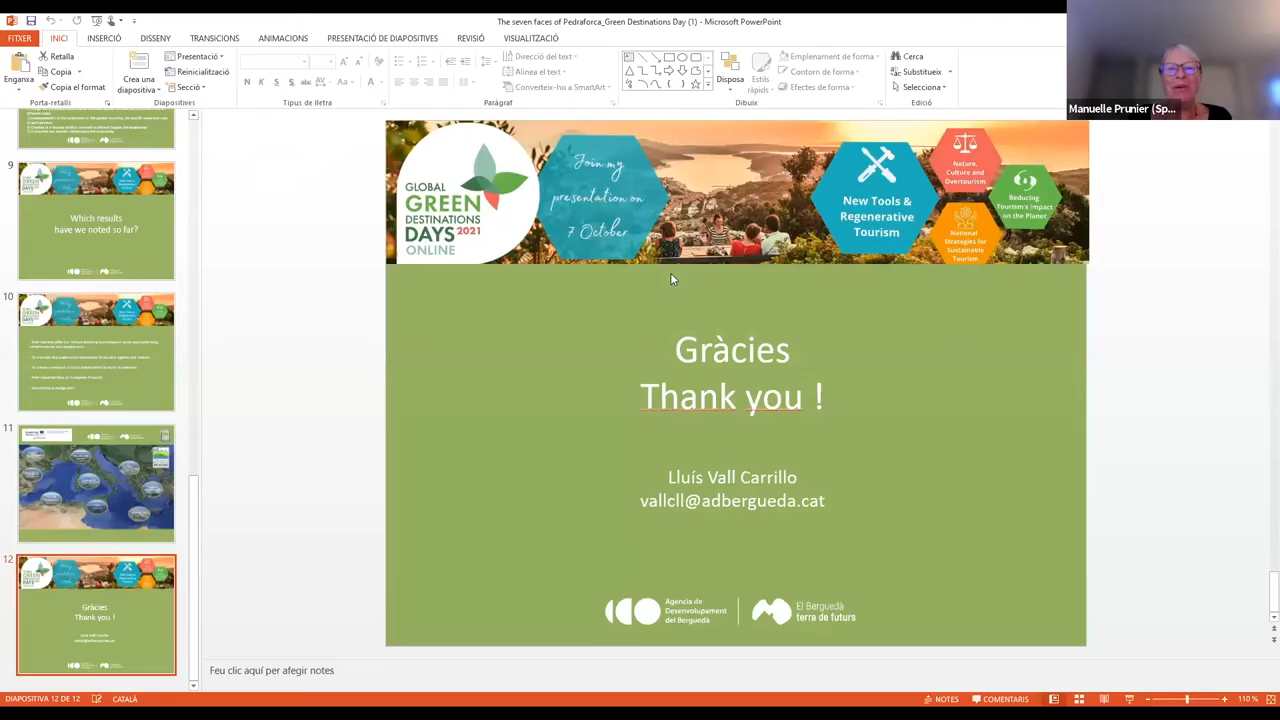 The seven faces of Pedraforca_Green Destinations Day (1) - Microsoft PowerPoint
FITXER
INICI
INSERCIÓ
DISSENY
TRANSICIONS
ANIMACIONS
PRESENTACIÓ DE DIAPOSITIVES
REVISIÓ
VISUALITZACIÓ
Enganxa
Retalla
Copia
Copia el format
Porta-retalls
Crea una
diapositiva
Presentació
Reinicialització
Secció
Diapositives
N
K
S
S
abc
AV
Aa
A
Tipus de lletra
Direcció del text
Alinea el text
Converteix-ho a SmartArt
Paràgraf
Disposa
Estils
ràpids
Emplenament de forma
Contorn de forma
Efectes de forma
Dibuix
Cerca
Substitueix
Selecciona
Edició
Manuelle Prunier (Sp...
9
Which results
have we noted so far?
10
11
12
Gràcies
Thank you !
GLOBAL
GREEN
DESTINATIONS
DAYS 2021
ONLINE
Join my
presentation on
7 October
New Tools &
Regenerative
Tourism
Nature,
Culture and
Overtourism
Reducing
Tourism's Impact
on the Planet
National
Strategies for
Sustainable
Tourism
Gràcies
Thank you !
Lluís Vall Carrillo
vallcll@adbergueda.cat
Agència de
Desenvolupament
del Berguedà
El Berguedà
terra de futurs
Feu clic aquí per afegir notes
DIAPOSITIVA 12 DE 12
CATALÀ
NOTES
COMENTARIS
110 %